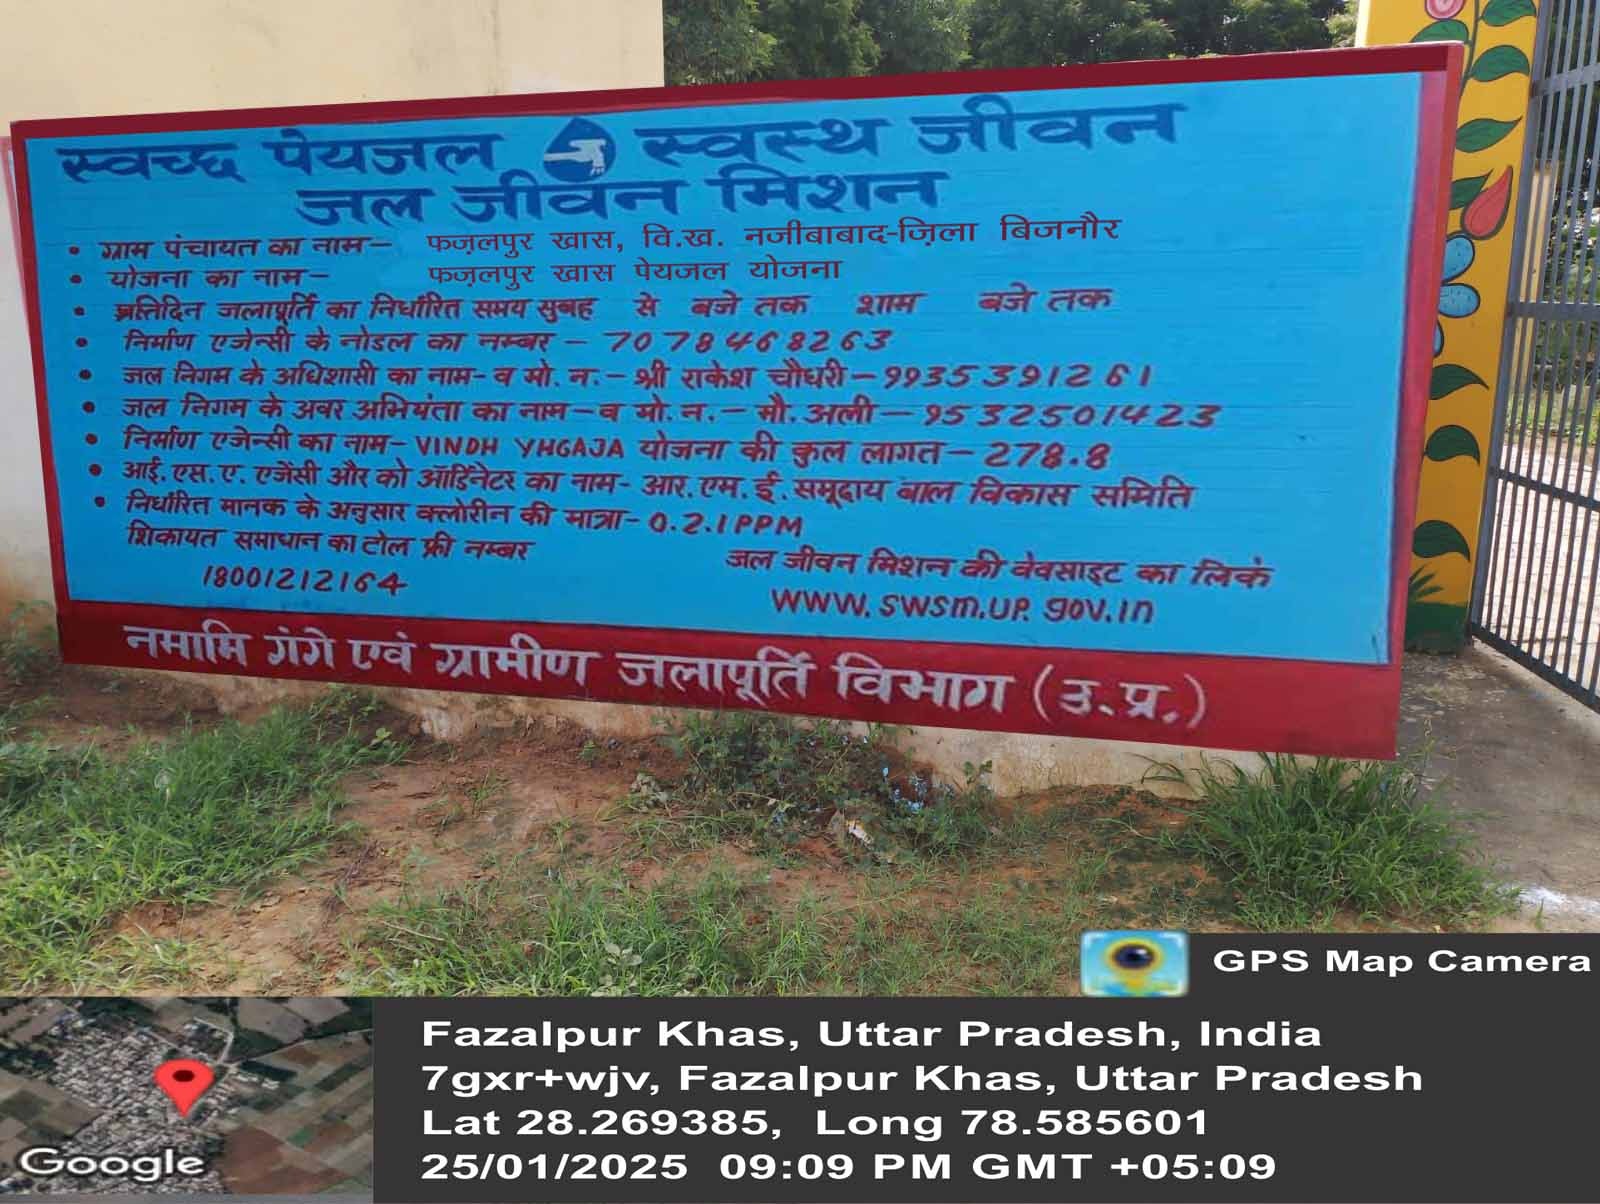 स्वच्छ पेयजल स्वस्थ जीवन
जल जीवन मिशन
• ग्राम पंचायत का नाम– फज़लपुर खास, वि.ख. नजीबाबाद-ज़िला बिजनौर
• योजना का नाम– फज़लपुर खास पेयजल योजना
• प्रतिदिन जलापूर्ति का निर्धारित समय सुबह से बजे तक शाम बजे तक
• निर्माण एजेन्सी के नोडल का नम्बर – 7078468263
• जल निगम के अधिशासी का नाम- व मो. न.– श्री राकेश चौधरी–9935391261
• जल निगम के अवर अभियंता का नाम–व मो. न.– मौ. अली – 9532501423
• निर्माण एजेन्सी का नाम– VINDH YHGAJA योजना की कुल लागत– 278.8
• आई. एस. ए. एजेंसी और को ऑर्डिनेटर का नाम- आर. एम. ई. समूदाय बाल विकास समिति
• निर्धारित मानक के अनुसार क्लोरीन की मात्रा– 0.2.1PPM
शिकायत समाधान का टोल फ्री नम्बर
18001212164
जल जीवन मिशन की वेवसाइट का लिकं
WWW. SWSM.UP. gov.in
नमामि गंगे एवं ग्रामीण जलापूर्ति विभाग (उ.प्र.)
GPS Map Camera
Fazalpur Khas, Uttar Pradesh, India
7gxr+wjv, Fazalpur Khas, Uttar Pradesh
Lat 28.269385, Long 78.585601
25/01/2025 09:09 PM GMT +05:09
Google